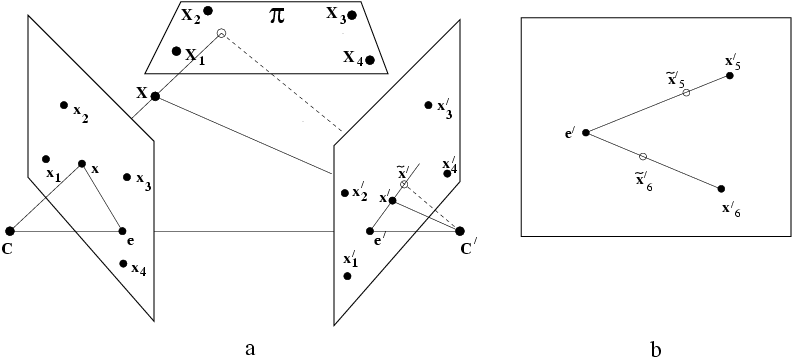 X₂ π X₃
X₁ X₄
X
x₂ x′₃
x₁ x x₃ x̃′ x′₄
x′₂ x′
C e e′ C′
x₄ x′₁
a
x′₅
x̃′₅
e′
x̃′₆
x′₆
b